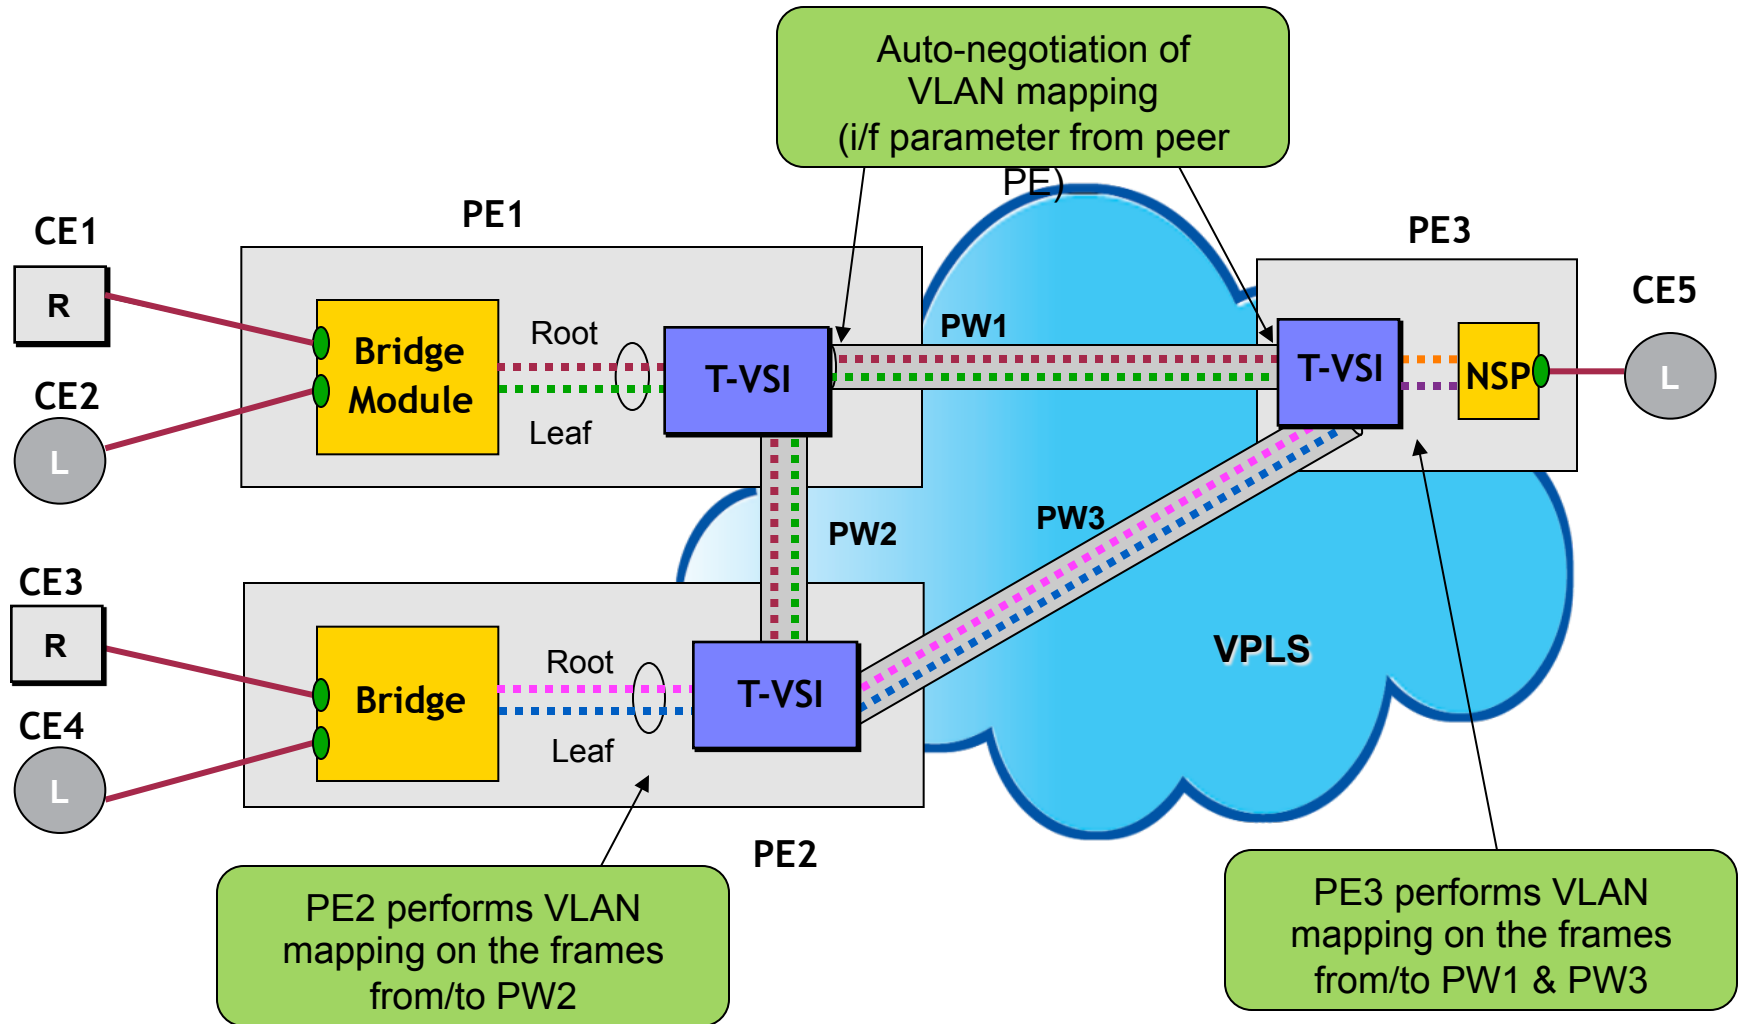 Auto-negotiation of
VLAN mapping
(i/f parameter from peer
PE)
PE1
CE1
R
PE3
CE5
Root
PW1
Bridge
Module
T-VSI
T-VSI
NSP
L
CE2
Leaf
L
PW2
PW3
CE3
R
Root
VPLS
Bridge
T-VSI
CE4
Leaf
L
PE2
PE2 performs VLAN
mapping on the frames
from/to PW2
PE3 performs VLAN
mapping on the frames
from/to PW1 & PW3